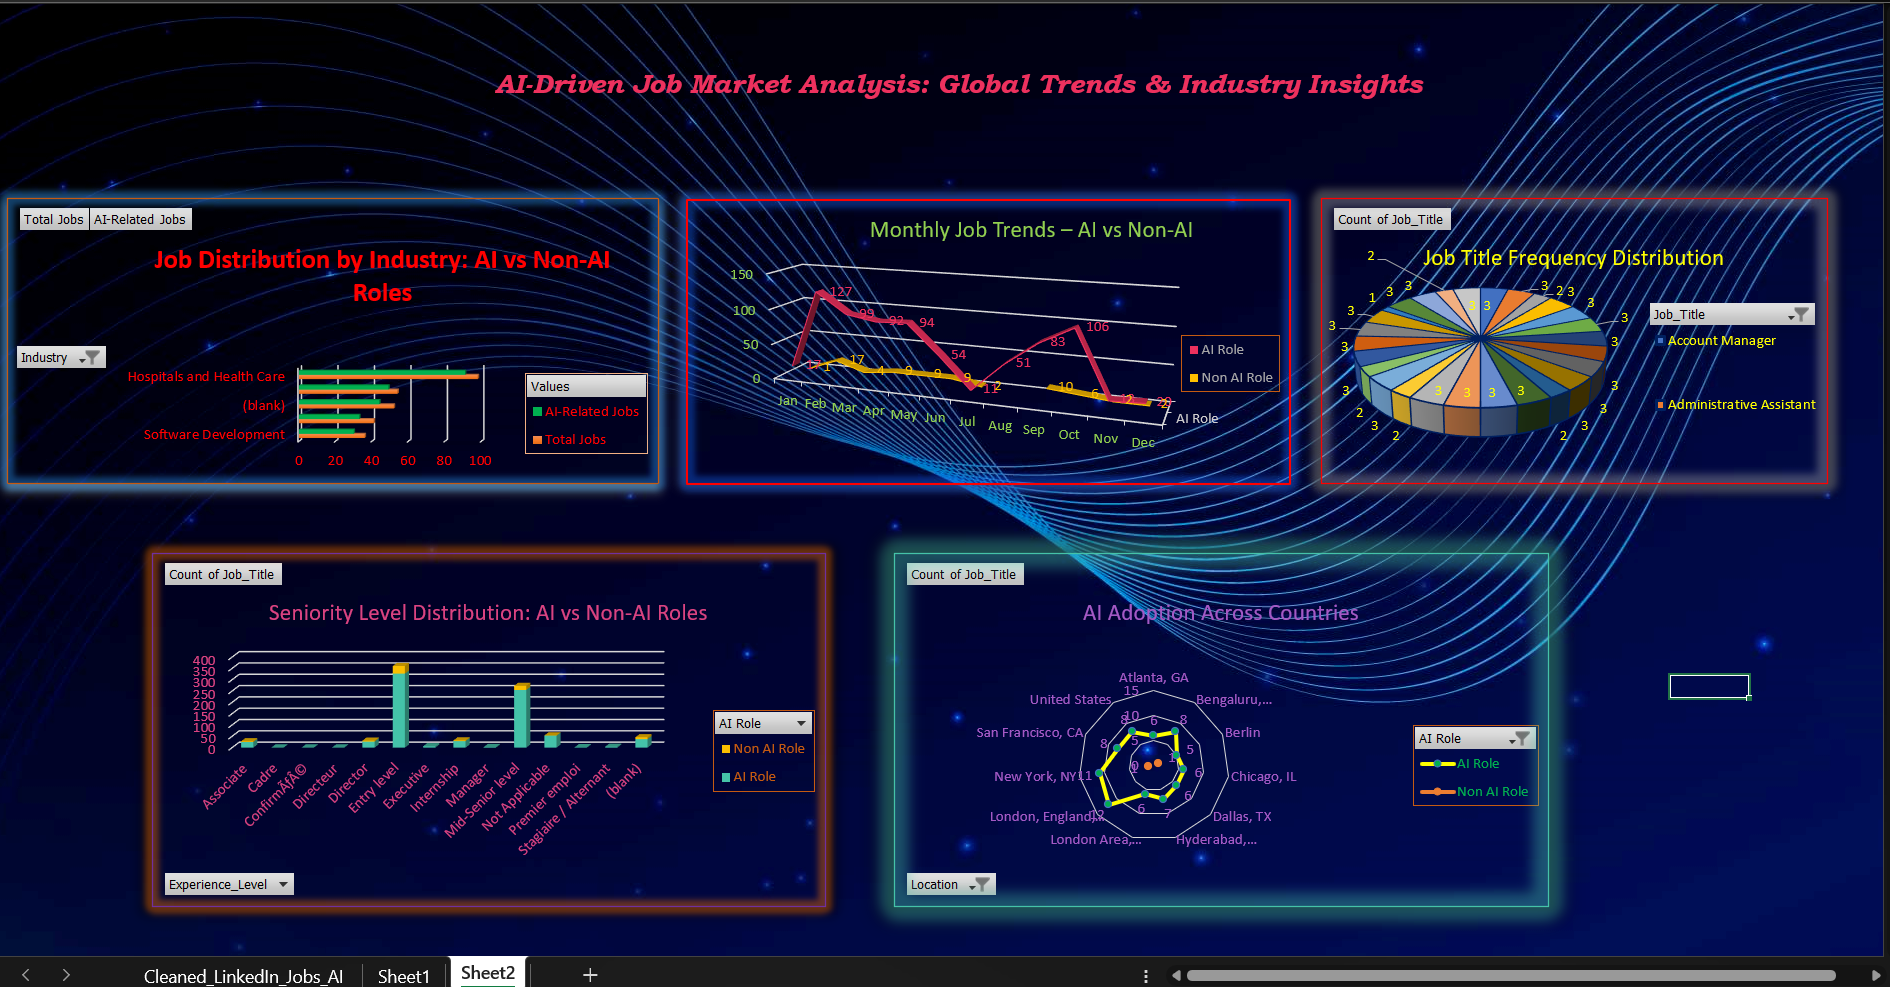 AI-Driven Job Market Analysis: Global Trends & Industry Insights
Total Jobs
AI-Related Jobs
Job Distribution by Industry: AI vs Non-AI
Roles
Industry
Hospitals and Health Care
(blank)
Software Development
0 20 40 60 80 100
Values
AI-Related Jobs
Total Jobs
Monthly Job Trends – AI vs Non-AI
150
100
50
0
127
99
92
94
54
11
51
83
106
12
17
17
1
4
9
9
9
2
10
6
2
Jan Feb Mar Apr May Jun Jul Aug Sep Oct Nov Dec
AI Role
AI Role
Non AI Role
Count of Job_Title
Job Title Frequency Distribution
2
3
3
3
1
3
3
3
3
3
2
3
3
3
3
3
3
3
2
3
2
3
3
3
3
3
3
2
3
Job_Title
Account Manager
Administrative Assistant
Count of Job_Title
Seniority Level Distribution: AI vs Non-AI Roles
400
350
300
250
200
150
100
50
0
Associate
Cadre
ConfirmÃƒÂ©
Directeur
Director
Entry level
Executive
Internship
Manager
Mid-Senior level
Not Applicable
Premier emploi
Stagiaire / Alternant
(blank)
AI Role
Non AI Role
AI Role
Experience_Level
Count of Job_Title
AI Adoption Across Countries
Atlanta, GA
Bengaluru,...
Berlin
Chicago, IL
Dallas, TX
Hyderabad,...
London Area,...
London, England,...
New York, NY
San Francisco, CA
United States
15
10
5
0
6
8
5
6
6
7
6
12
11
8
8
1
1
AI Role
AI Role
Non AI Role
Location
Cleaned_LinkedIn_Jobs_AI
Sheet1
Sheet2